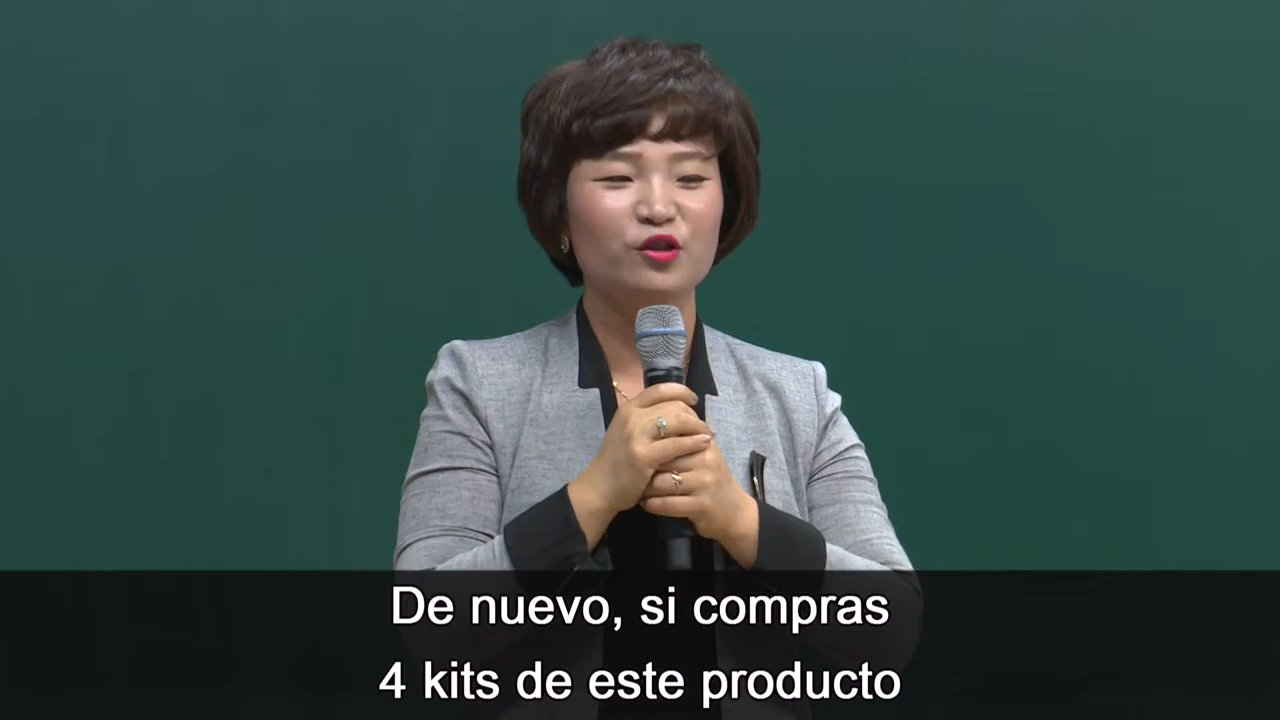 De nuevo, si compras
4 kits de este producto